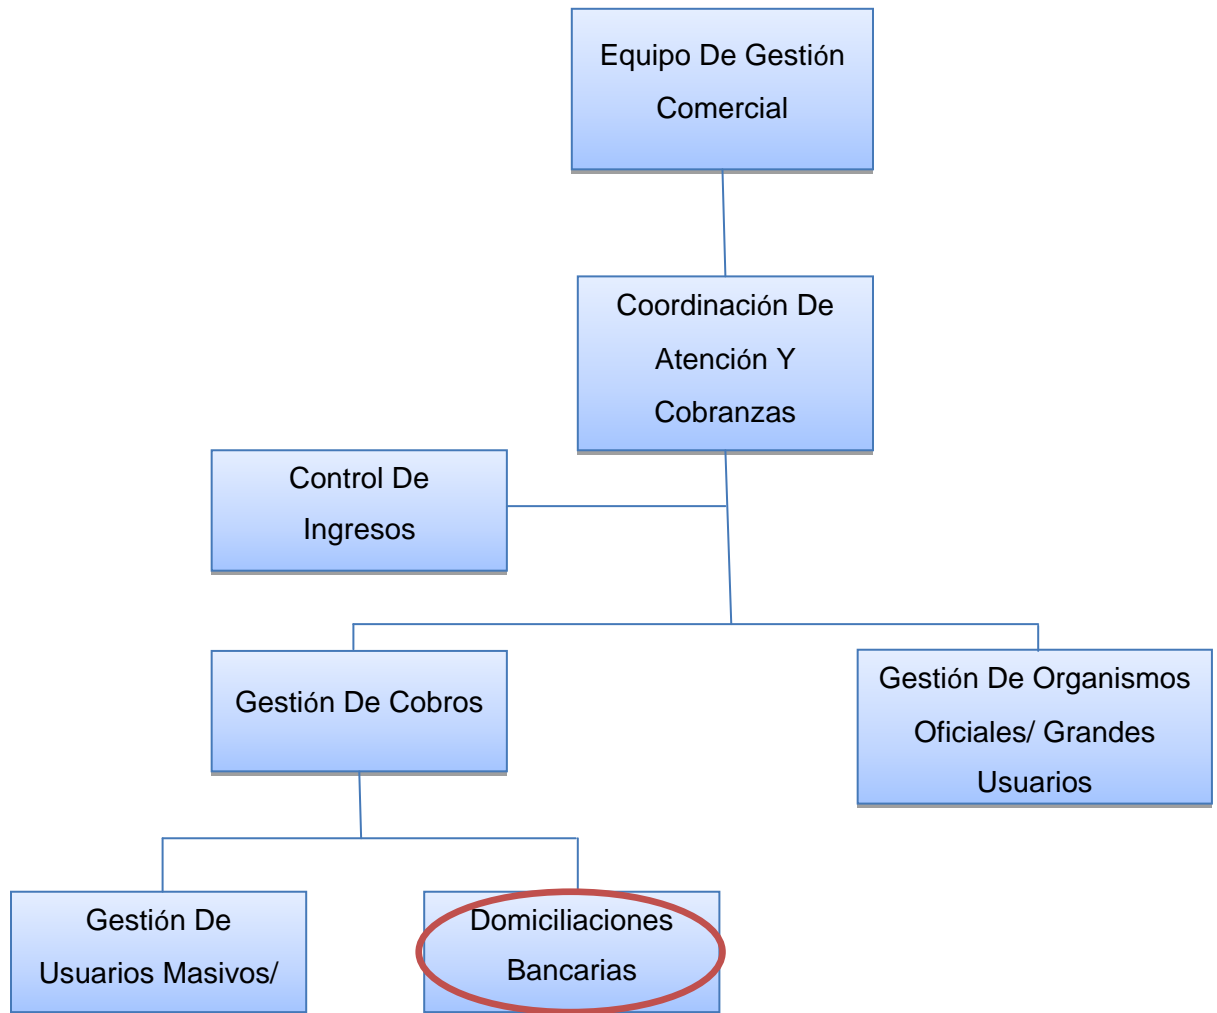 Equipo De Gestión
Comercial
Coordinación De
Atención Y
Cobranzas
Control De
Ingresos
Gestión De Cobros
Gestión De Organismos
Oficiales/ Grandes
Usuarios
Gestión De
Usuarios Masivos/
Domiciliaciones
Bancarias